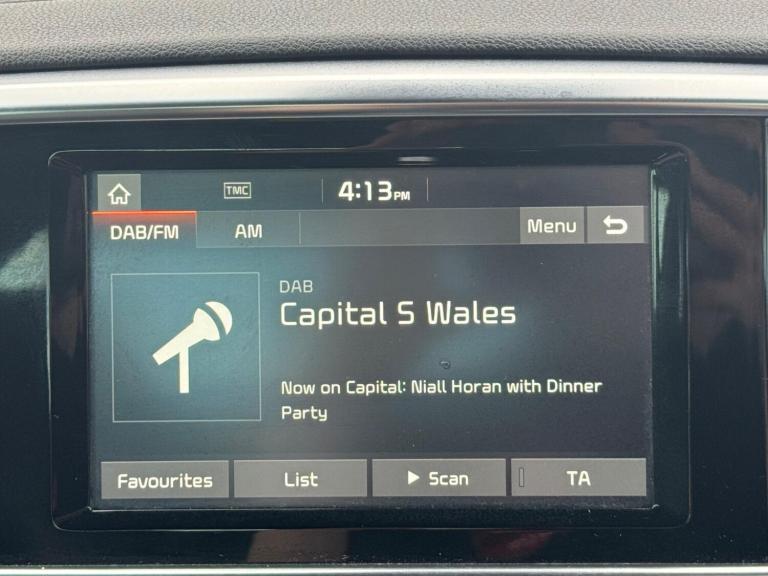 TMC 4:13PM
DAB/FM AM Menu
DAB
Capital S Wales
Now on Capital: Niall Horan with Dinner
Party
Favourites List Scan TA